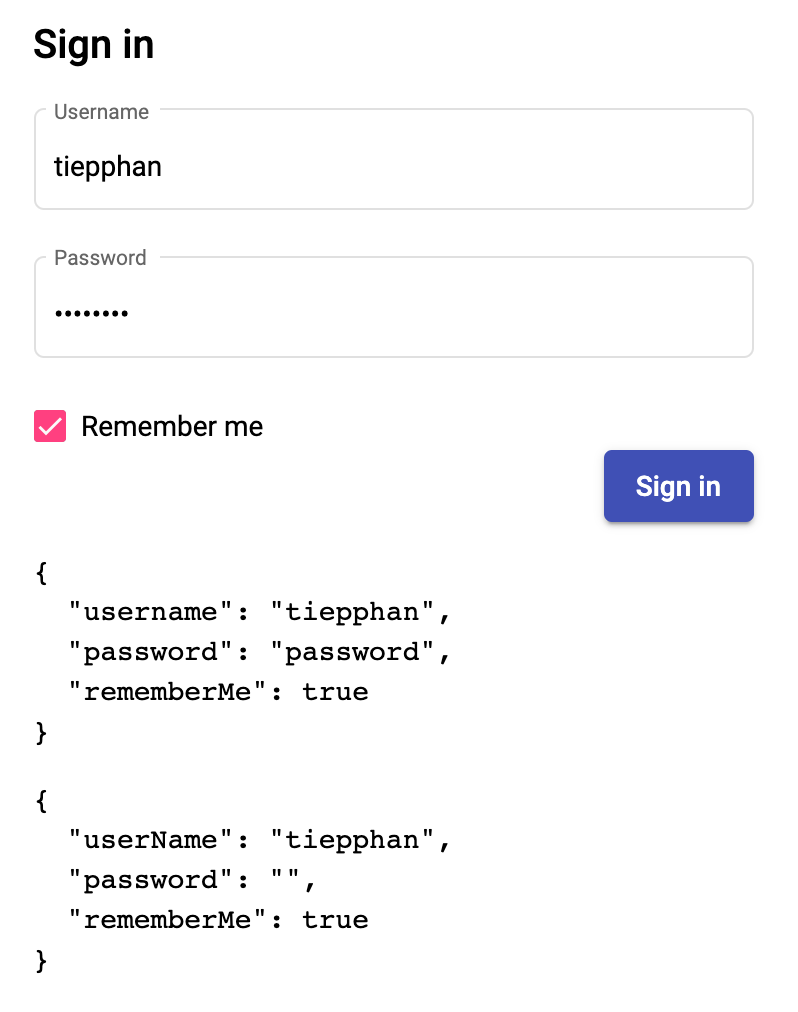 Sign in
Username
tiepphan
Password
••••••••
Remember me
Sign in
{
  "username": "tiepphan",
  "password": "password",
  "rememberMe": true
}
{
  "userName": "tiepphan",
  "password": "",
  "rememberMe": true
}